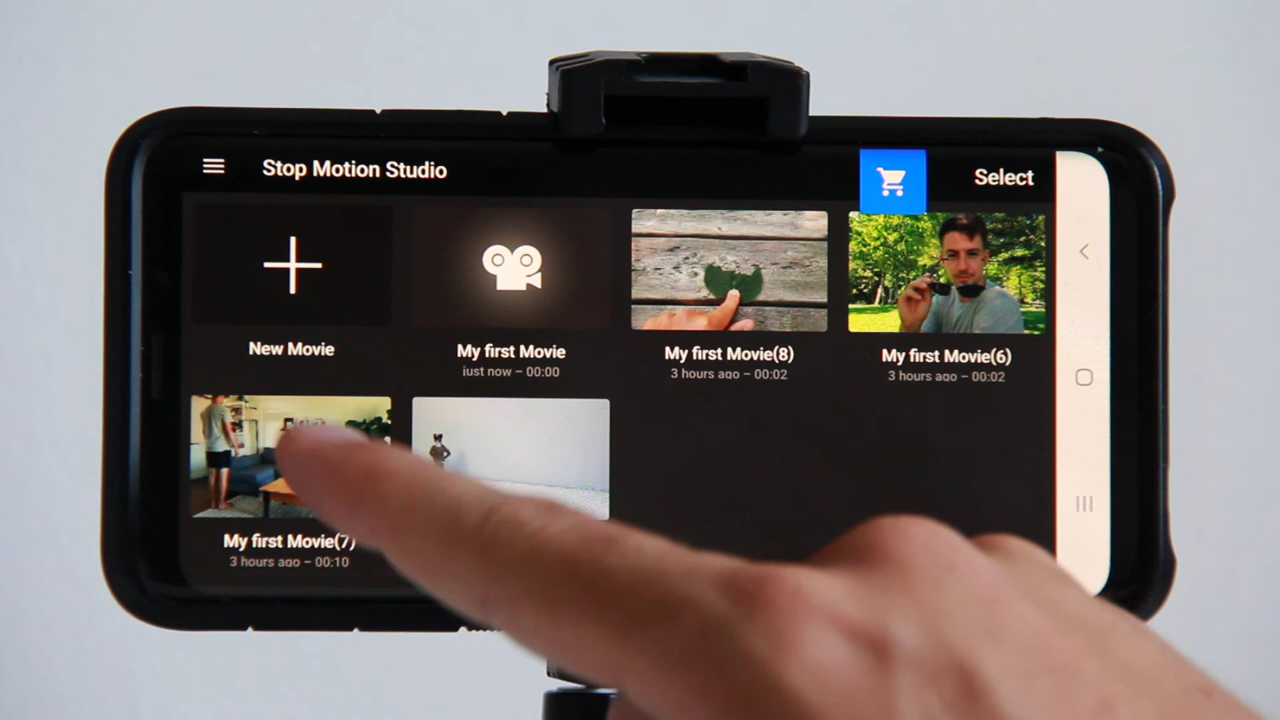 Stop Motion Studio
Select
New Movie
My first Movie
just now – 00:00
My first Movie(8)
3 hours ago – 00:02
My first Movie(6)
3 hours ago – 00:02
My first Movie(7)
3 hours ago – 00:10